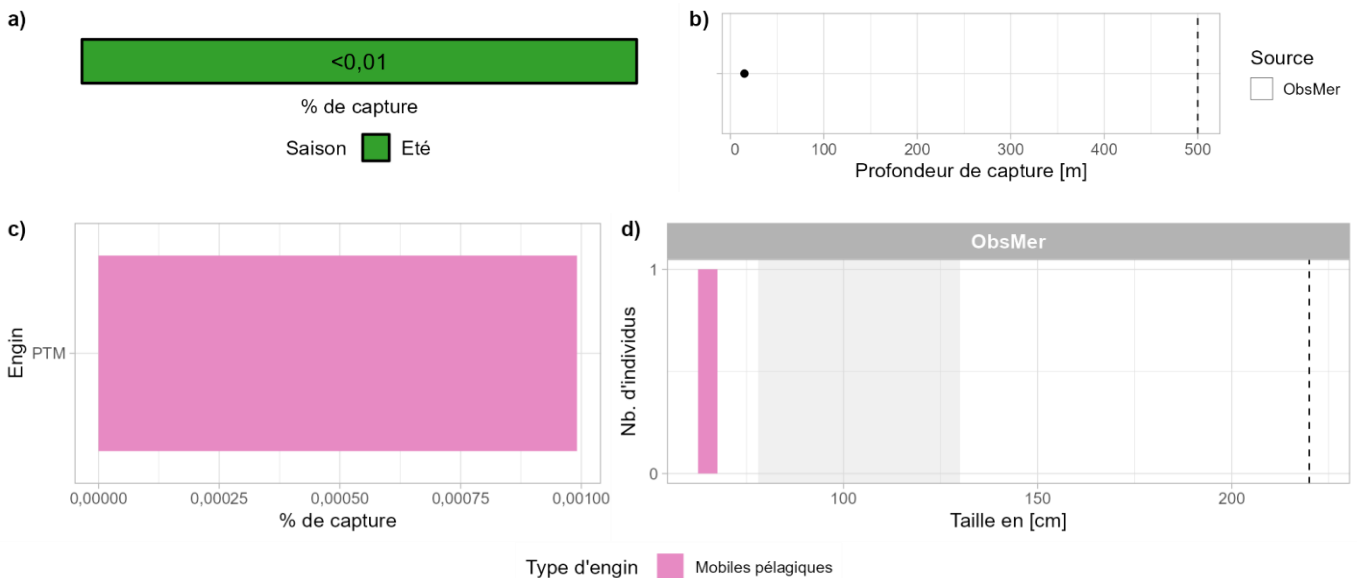 a)
<0,01
% de capture
Saison Eté
b)
0 100 200 300 400 500
Profondeur de capture [m]
Source
ObsMer
c)
Engin
PTM
0,00000 0,00025 0,00050 0,00075 0,00100
% de capture
d)
ObsMer
Nb. d'individus
1
0
100 150 200
Taille en [cm]
Type d'engin Mobiles pélagiques